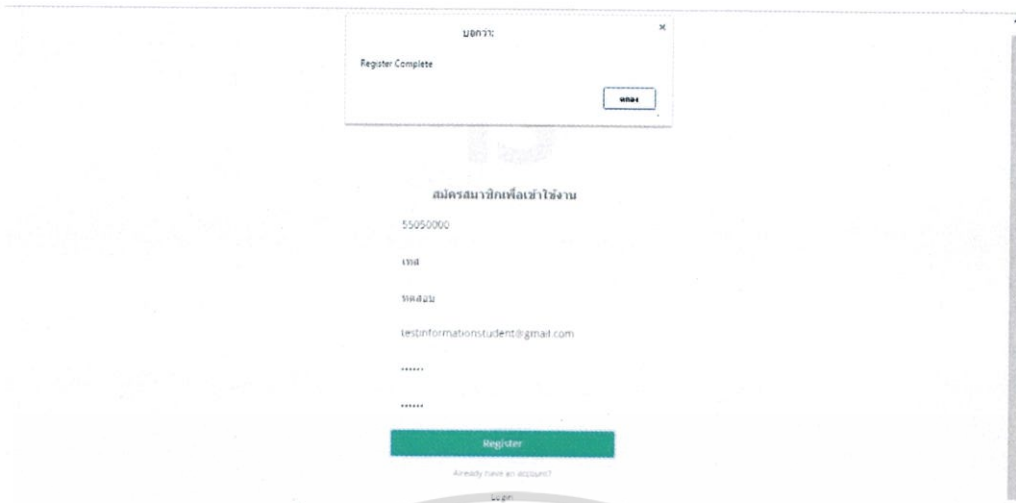 บอกว่า:
×
Register Complete
ตกลง
สมัครสมาชิกเพื่อเข้าใช้งาน
55050000
เทส
ทดสอบ
testinformationstudent@gmail.com
••••••
••••••
Register
Already have an account?
Login